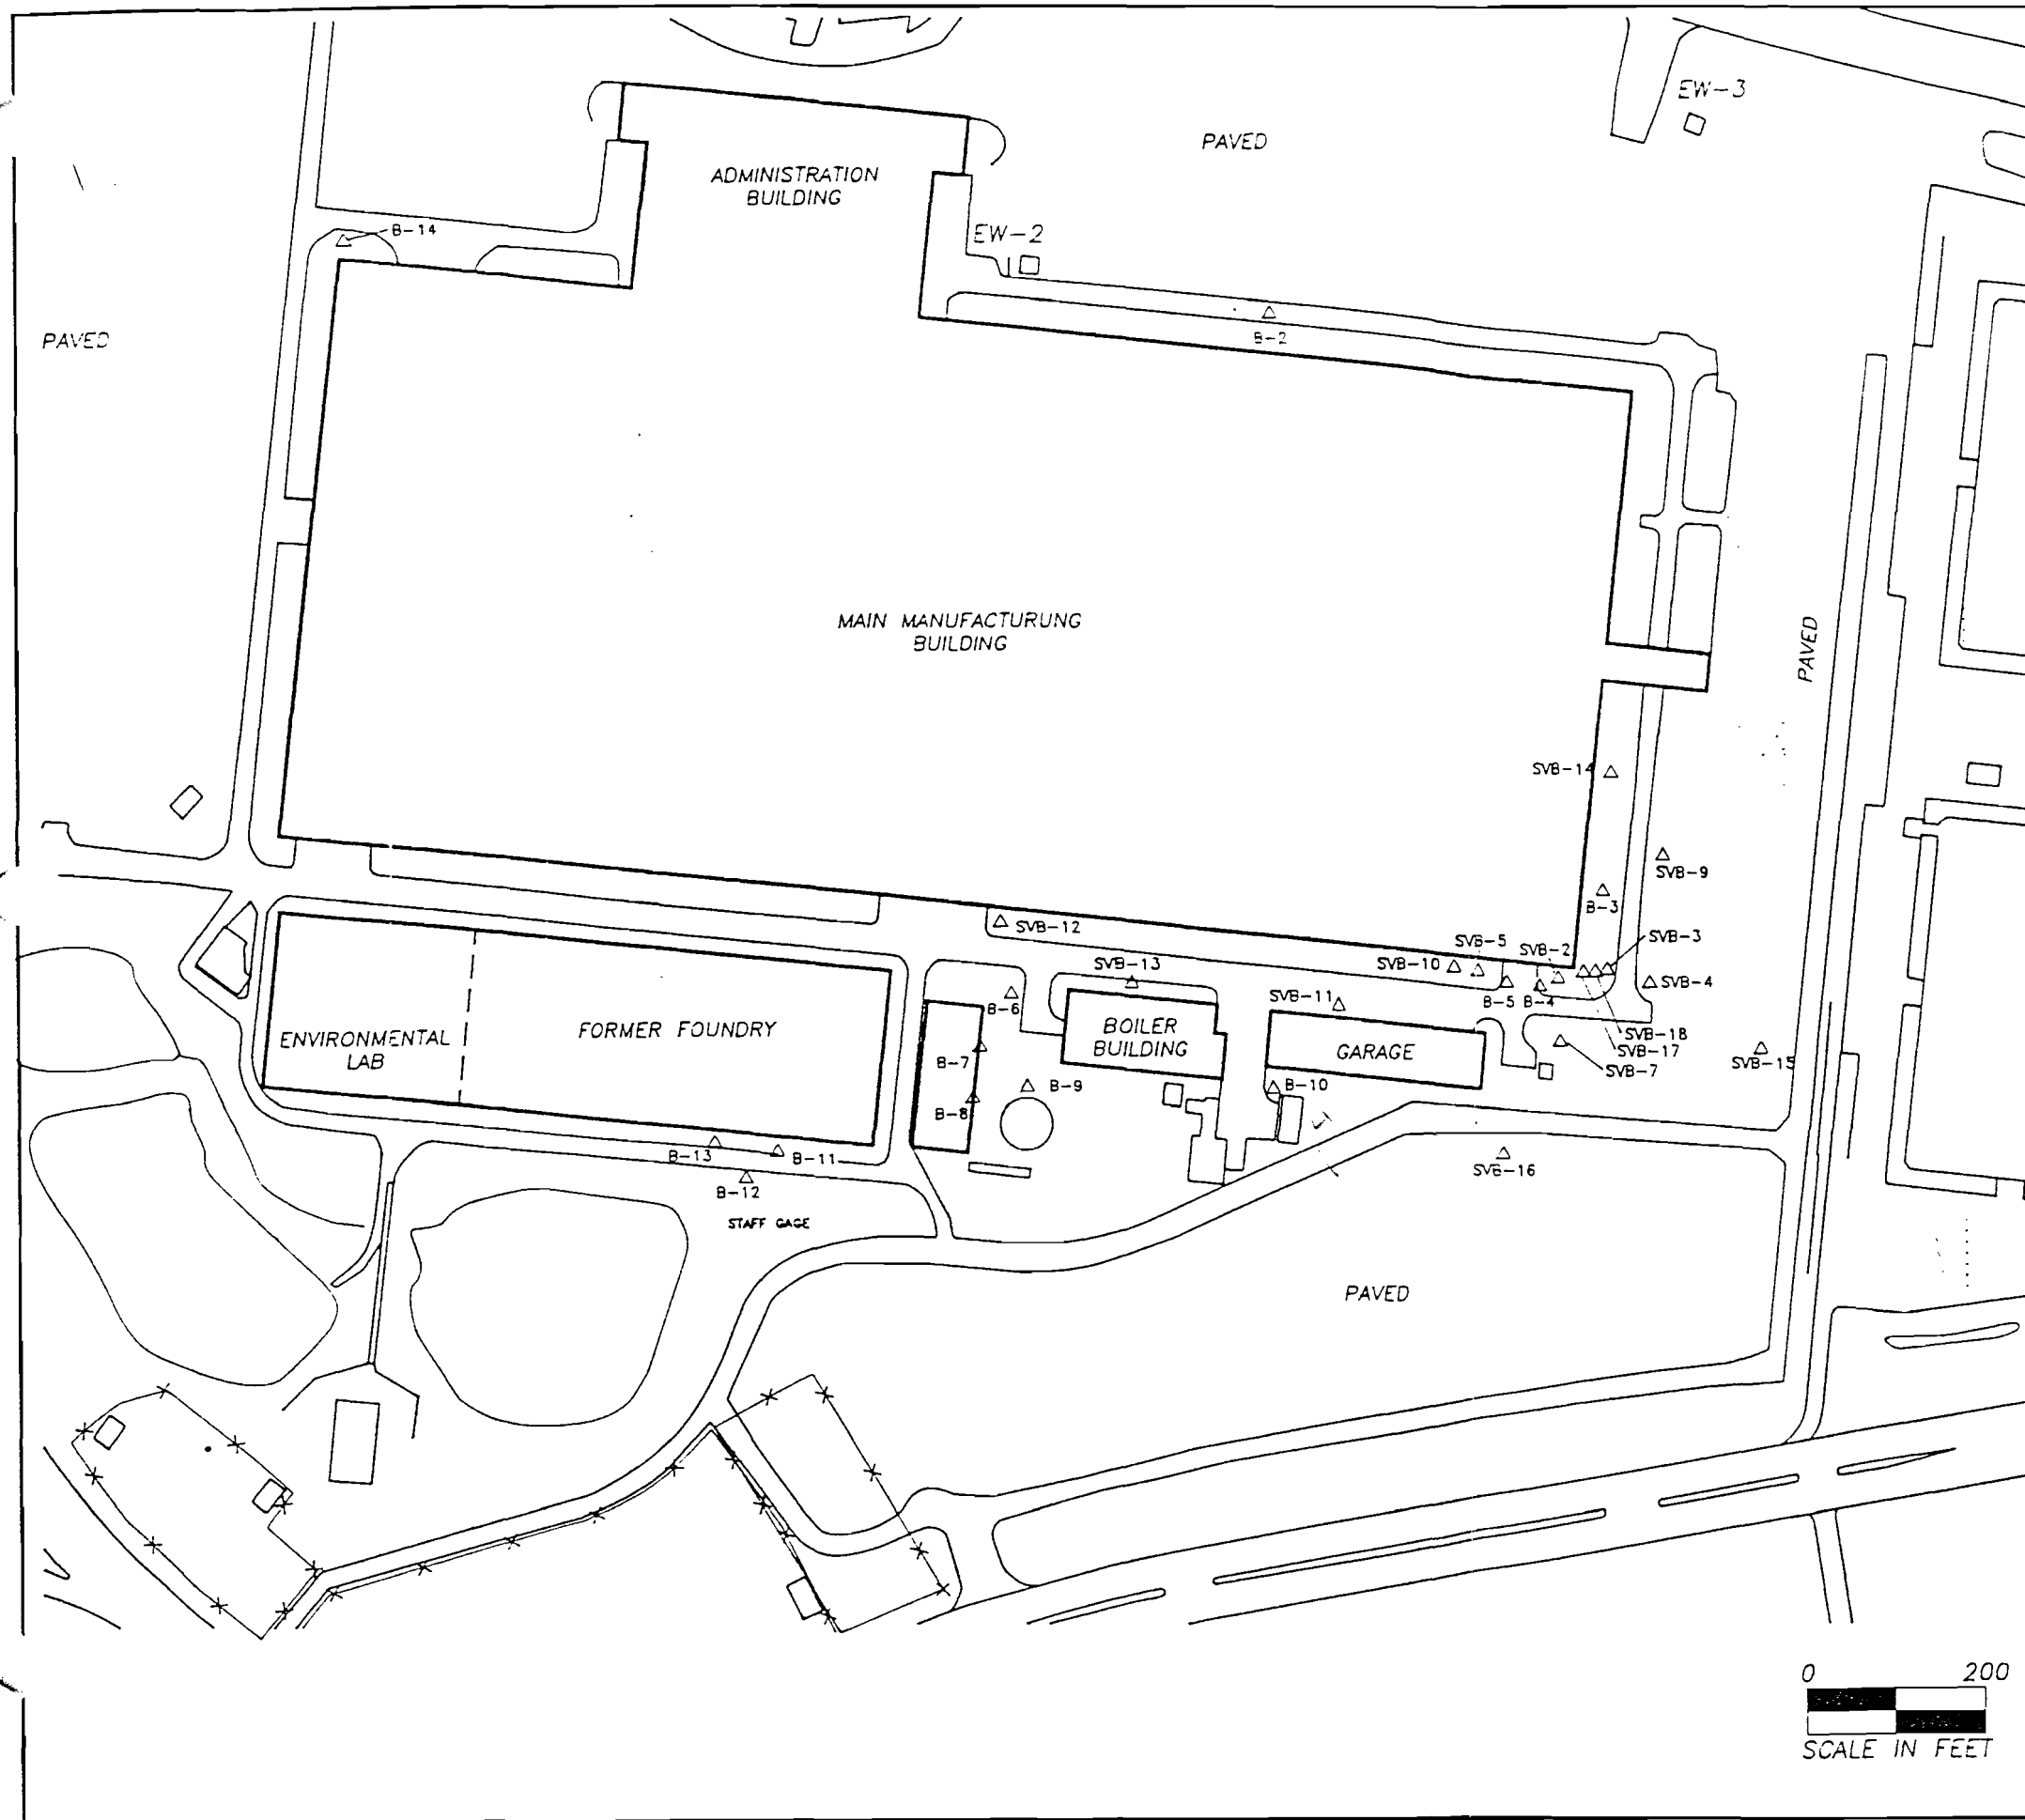 EW-3
PAVED
ADMINISTRATION
BUILDING
B-14
EW-2
PAVED
B-2
MAIN MANUFACTURUNG
BUILDING
PAVED
SVB-14
SVB-9
B-3
SVB-12
SVB-5
SVB-2
SVB-3
SVB-13
SVB-10
SVB-4
B-6
SVB-11
B-5
B-4
ENVIRONMENTAL
LAB
FORMER FOUNDRY
BOILER
BUILDING
GARAGE
SVB-18
SVB-17
SVB-7
SVB-15
B-7
B-9
B-10
B-8
B-13
B-11
B-12
SVB-16
STAFF GAGE
PAVED
0 200
SCALE IN FEET